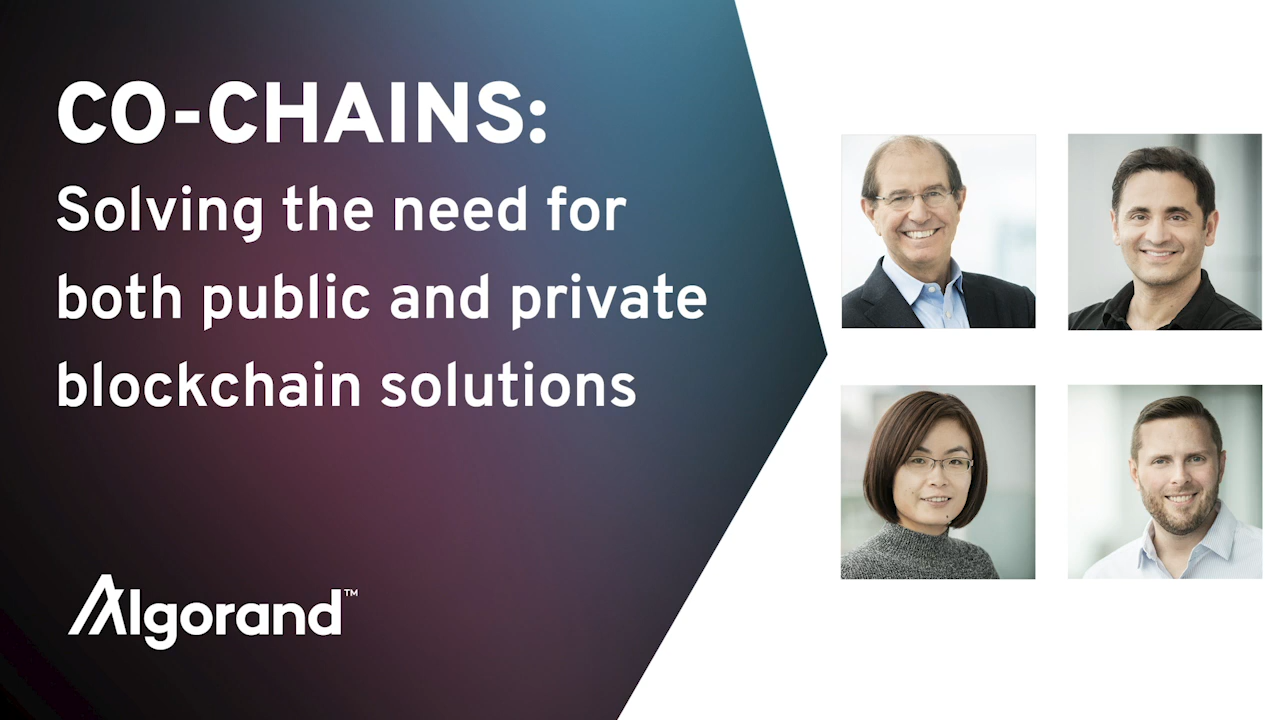 CO-CHAINS:
Solving the need for
both public and private
blockchain solutions
Algorand™